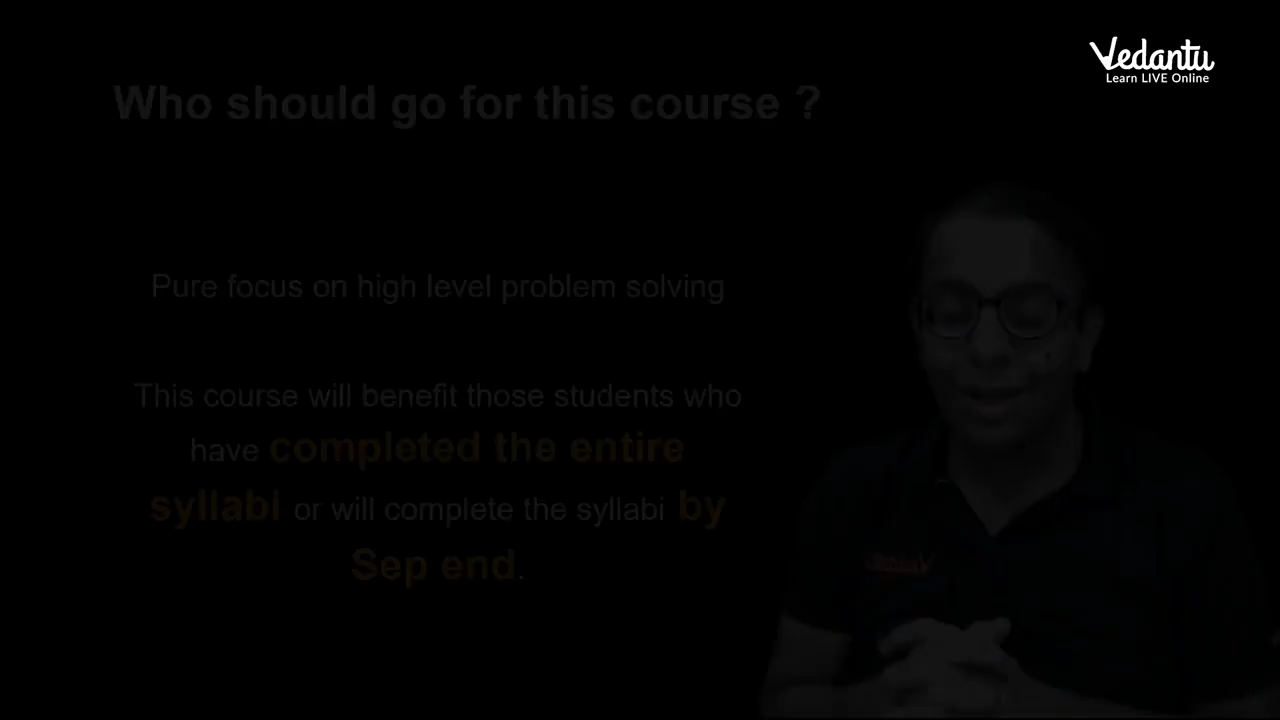 Vedantu
Learn LIVE Online
Who should go for this course ?
Pure focus on high level problem solving
This course will benefit those students who
have completed the entire
syllabi or will complete the syllabi by
Sep end.